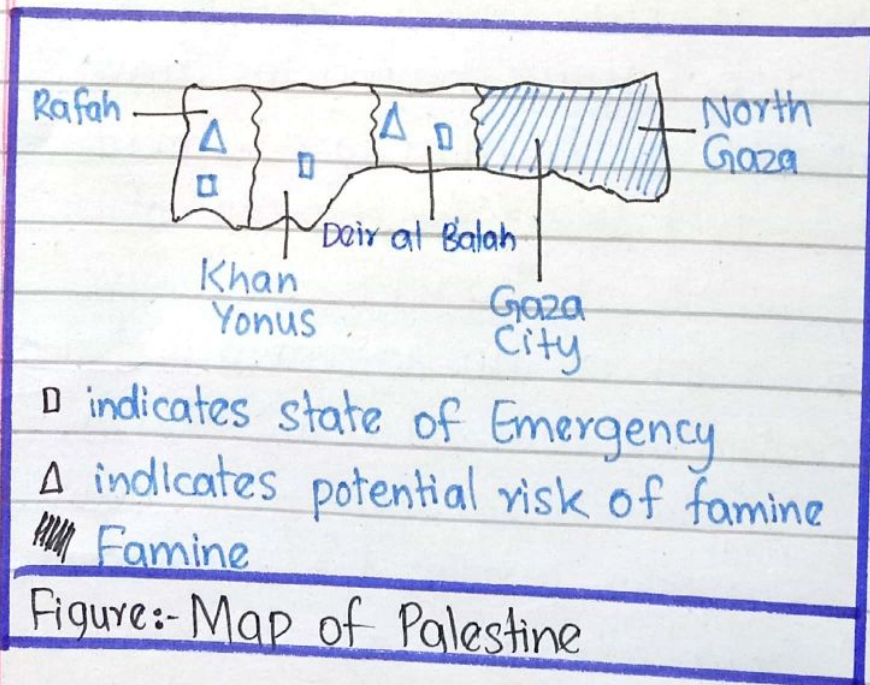 Rafah
North
Gaza
Deir al Balah
Khan
Yonus
Gaza
City
indicates state of Emergency
indicates potential risk of famine
Famine
Figure:- Map of Palestine